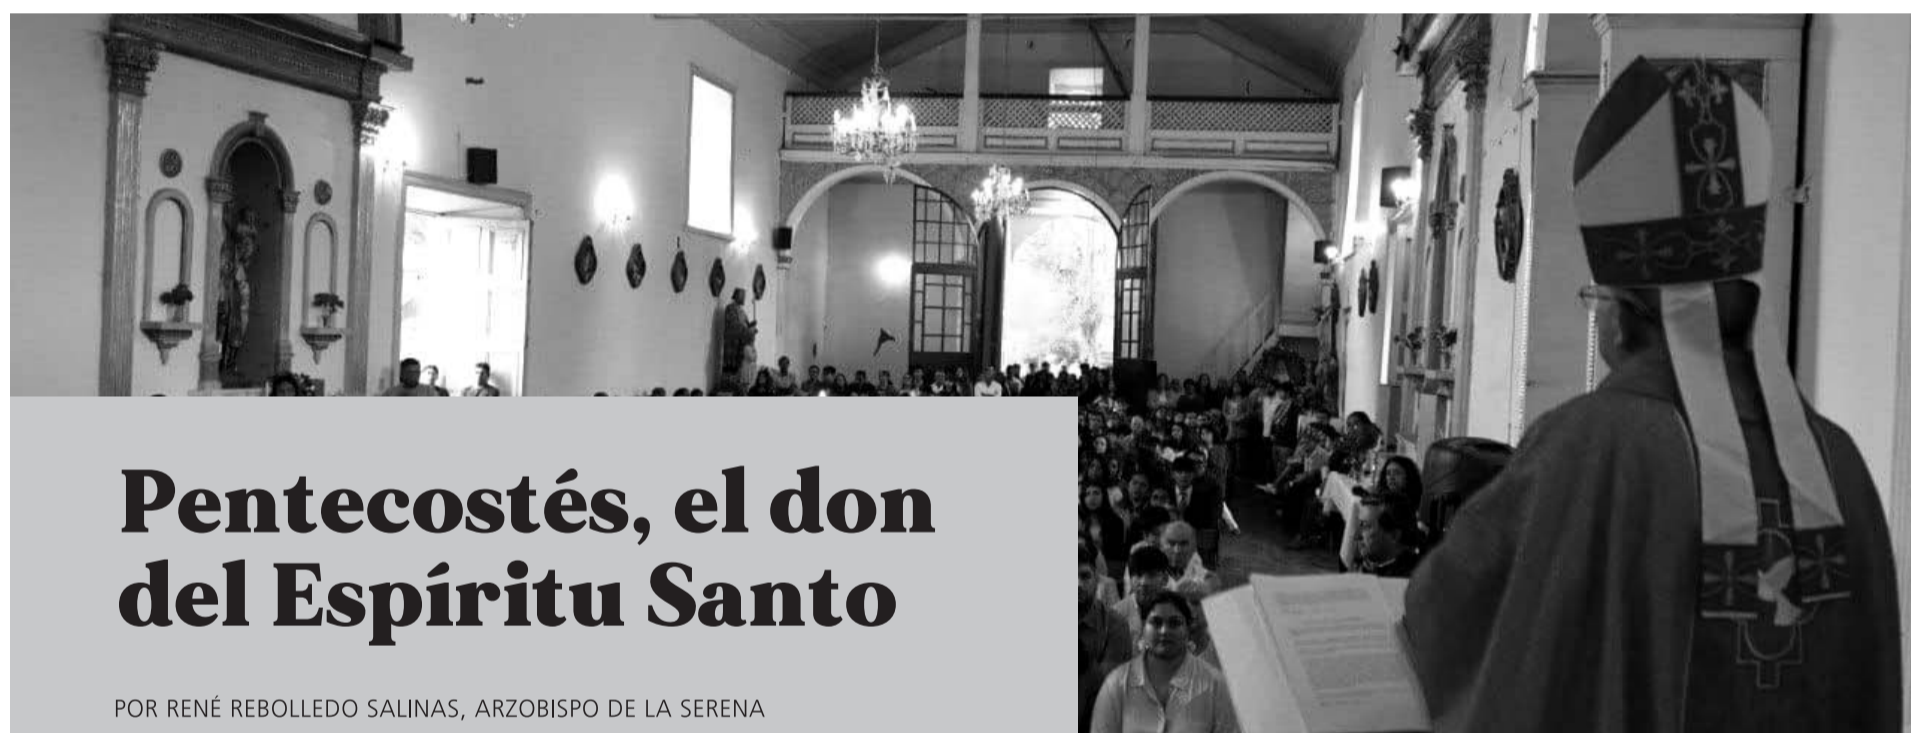 Pentecostés, el don
del Espíritu Santo
POR RENÉ REBOLLEDO SALINAS, ARZOBISPO DE LA SERENA